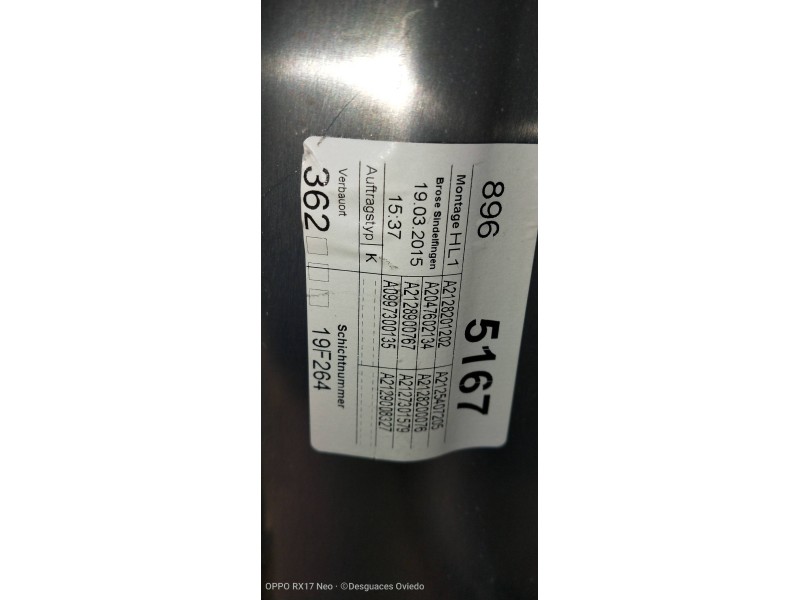 896 5167
Montage HL1
Brose Sindelfingen
19.03.2015
15:37
A2128201202 A2125407205
A2047602134 A2128200076
A2128900767 A2127301579
A0997300135 A2129008327
Auftragstyp K
Verbauort
362
Schichtnummer
19F264
OPPO RX17 Neo · ©Desguaces Oviedo